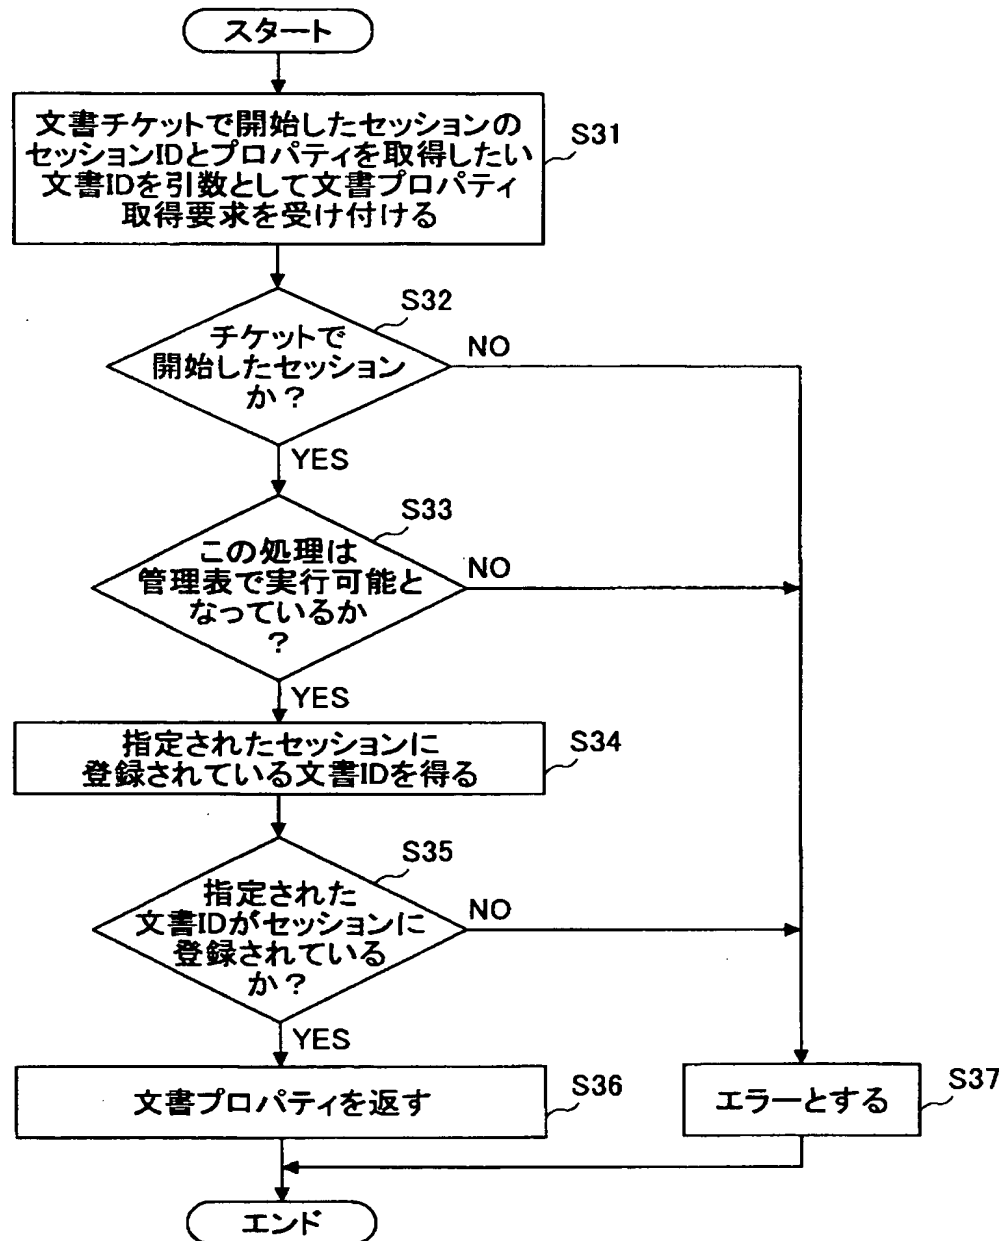 スタート
文書チケットで開始したセッションの
セッションIDとプロパティを取得したい
文書IDを引数として文書プロパティ
取得要求を受け付ける
S31
S32
チケットで
開始したセッション
か？
NO
YES
S33
この処理は
管理表で実行可能と
なっているか
？
NO
YES
指定されたセッションに
登録されている文書IDを得る
S34
S35
指定された
文書IDがセッションに
登録されている
か？
NO
YES
文書プロパティを返す
S36
エラーとする
S37
エンド